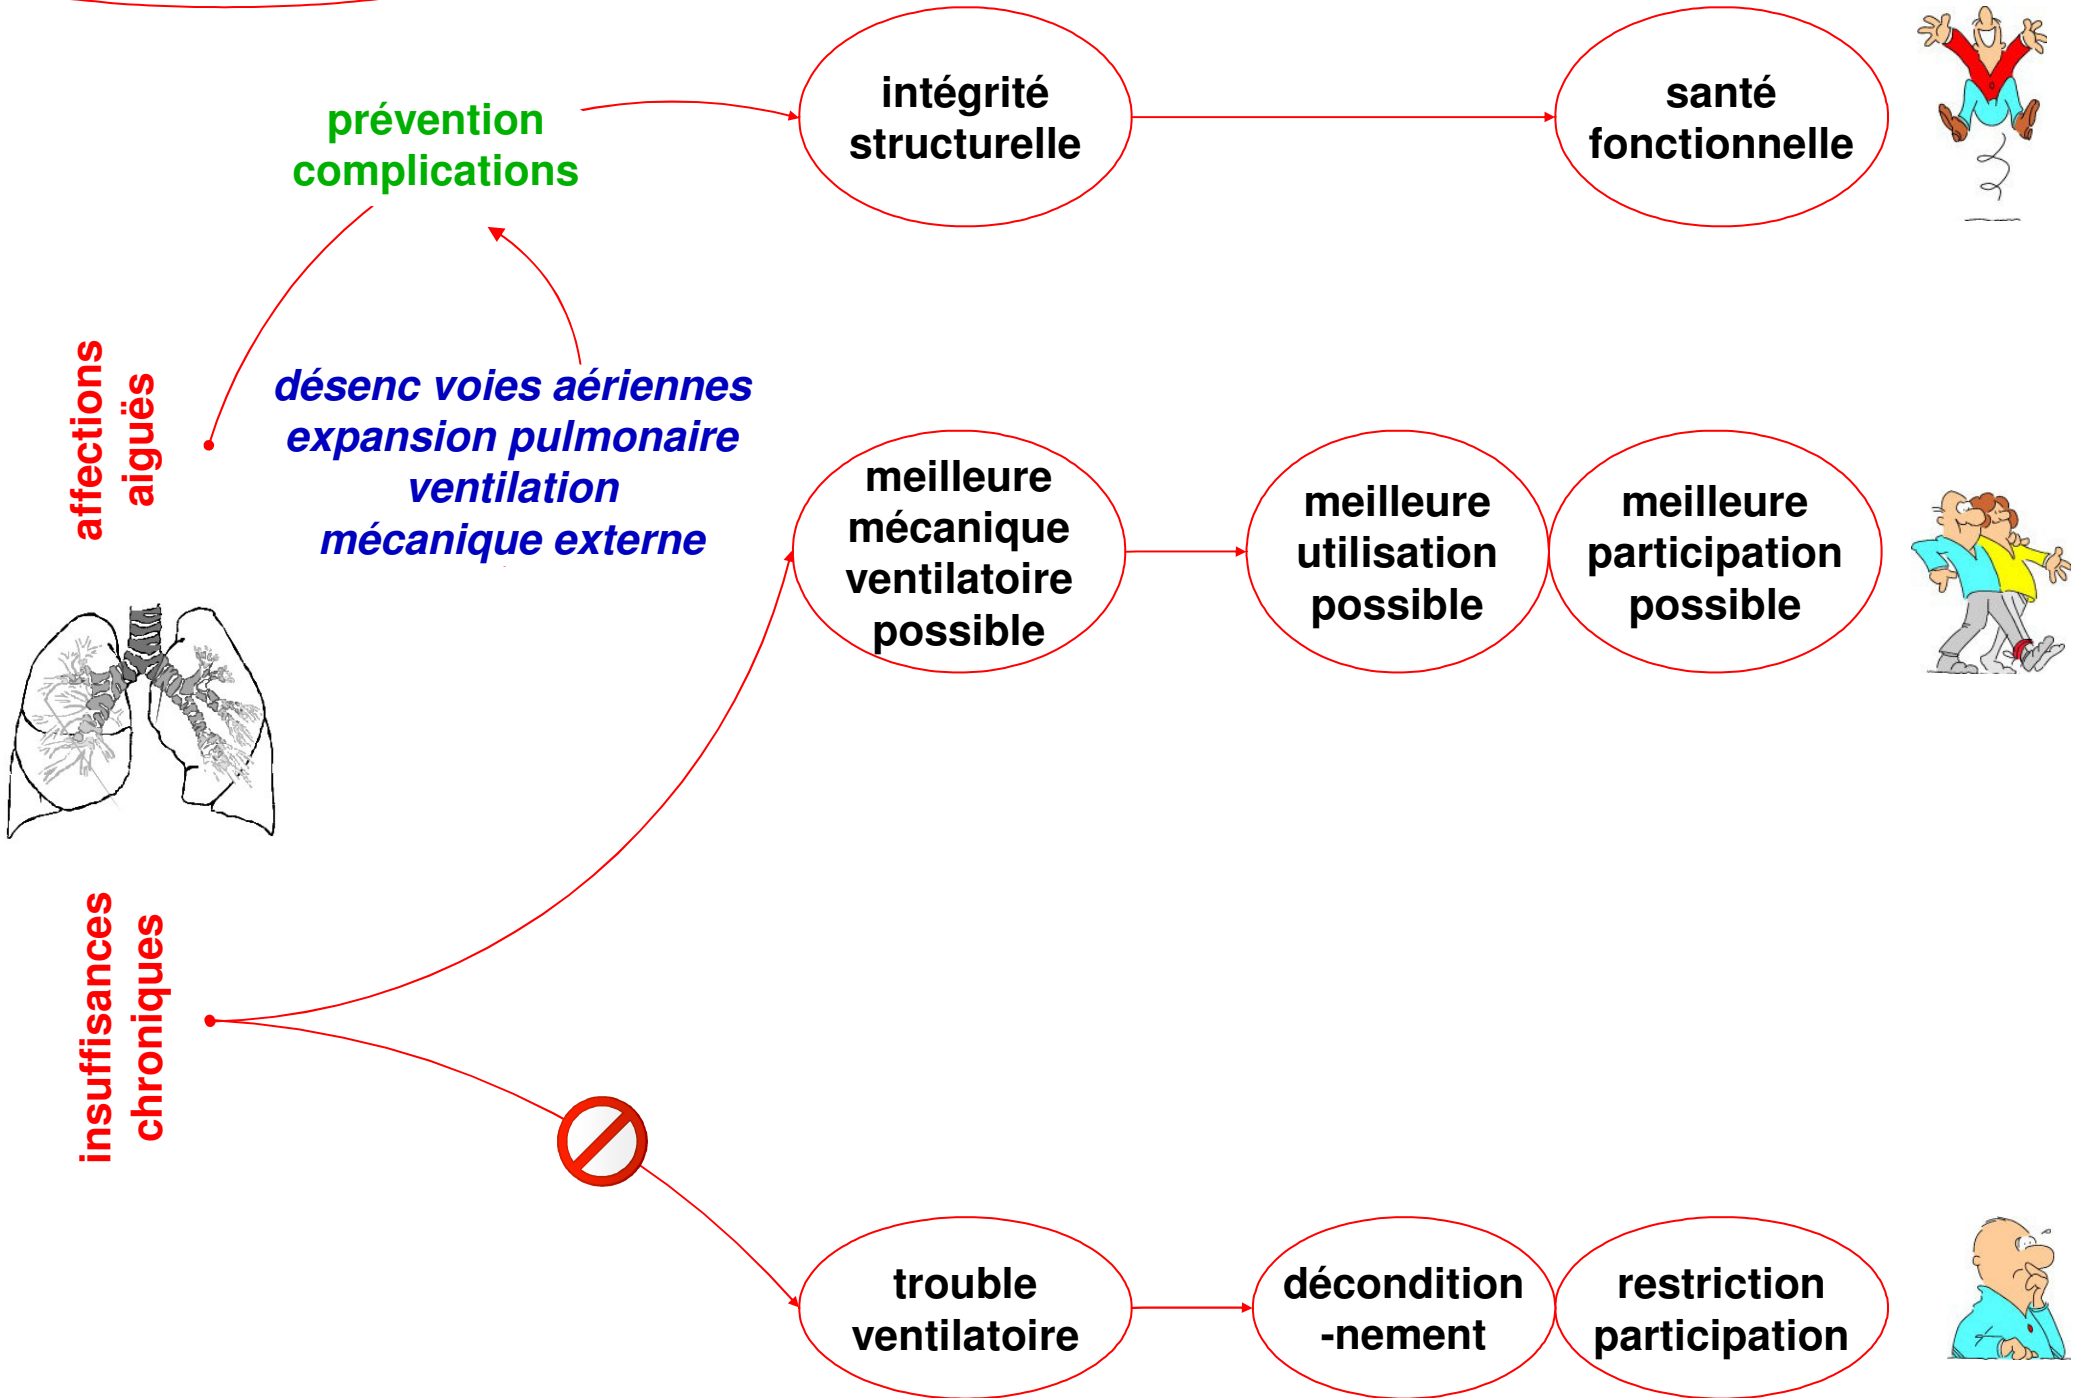 prévention
complications
intégrité
structurelle
santé
fonctionnelle
affections
aiguës
désenc voies aériennes
expansion pulmonaire
ventilation
mécanique externe
meilleure
mécanique
ventilatoire
possible
meilleure
utilisation
possible
meilleure
participation
possible
insuffisances
chroniques
trouble
ventilatoire
décondition
-nement
restriction
participation